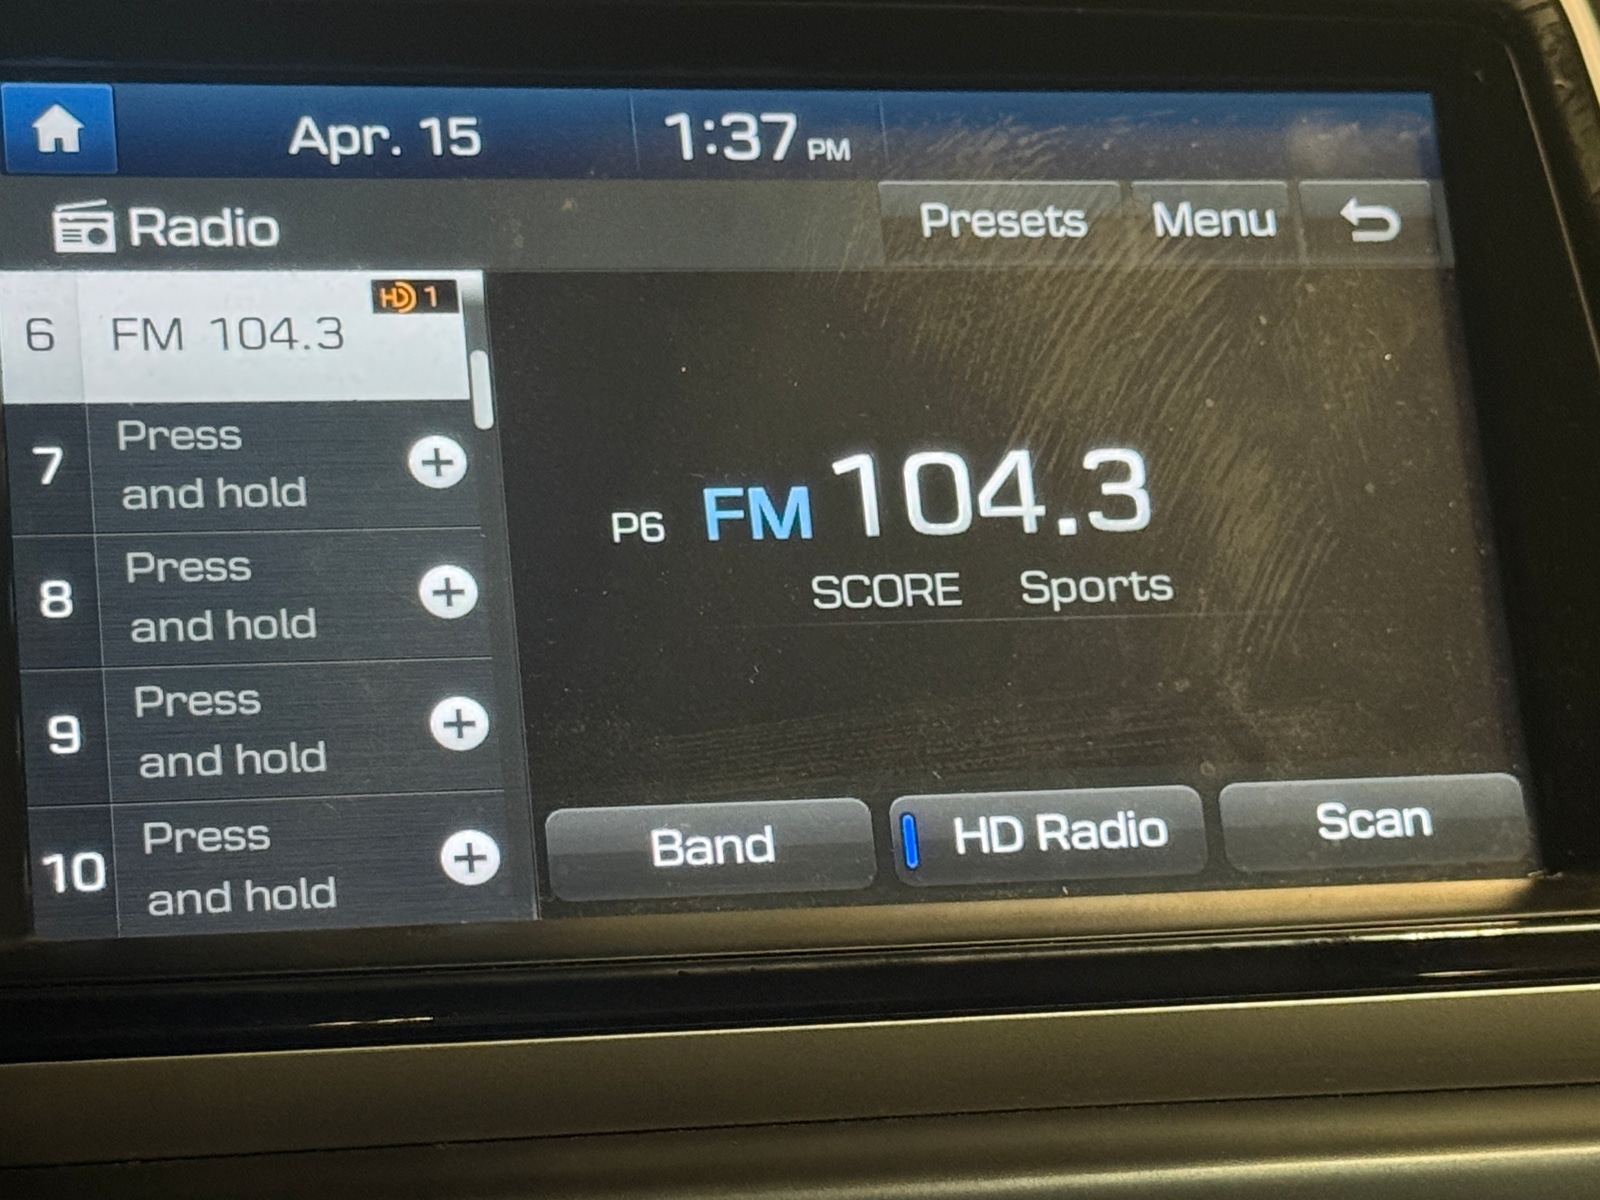 Apr. 15 1:37 PM
Radio Presets Menu
6 FM 104.3 HD 1
7 Press
and hold
8 Press
and hold
9 Press
and hold
10 Press
and hold
P6 FM 104.3
SCORE Sports
Band HD Radio Scan